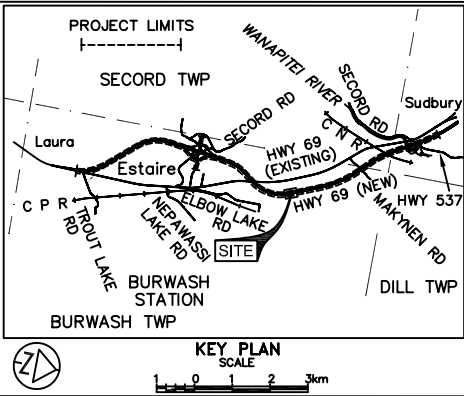 PROJECT LIMITS
SECORD TWP
WANAPITEI RIVER
SECORD RD
Sudbury
C N R
SECORD RD
Laura
Estaire
HWY 69
(EXISTING)
HWY 69 (NEW)
HWY 537
C P R
TROUT LAKE
RD
NEPAWASSI
LAKE RD
ELBOW LAKE
RD
MAKYNEN RD
SITE
BURWASH
STATION
DILL TWP
BURWASH TWP
KEY PLAN
SCALE
Z
1 0 1 2 3km